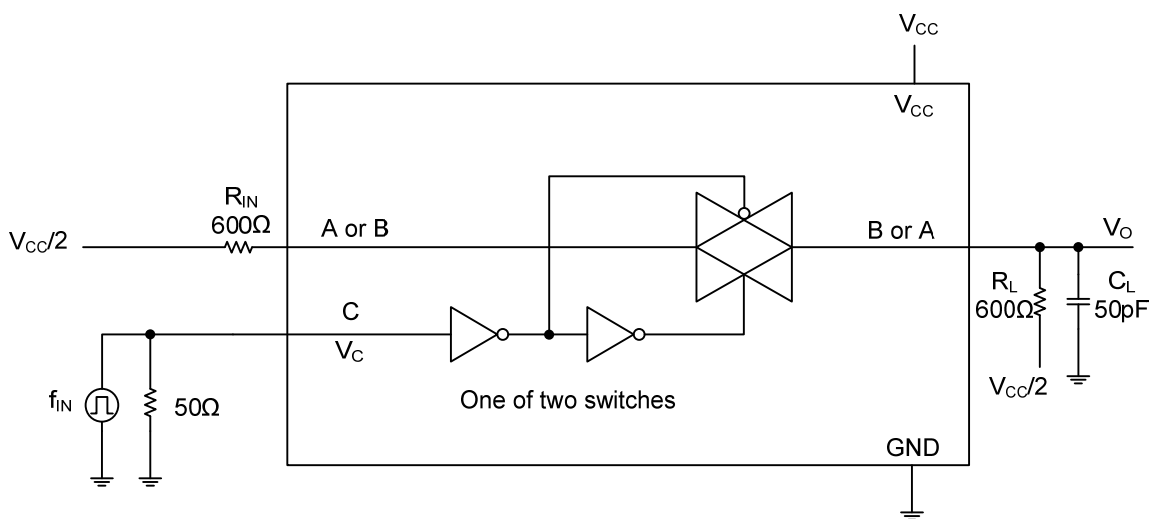 VCC
VCC
RIN
600Ω
VCC/2
A or B
B or A
VO
RL
600Ω
CL
50pF
C
VC
VCC/2
fIN
50Ω
One of two switches
GND